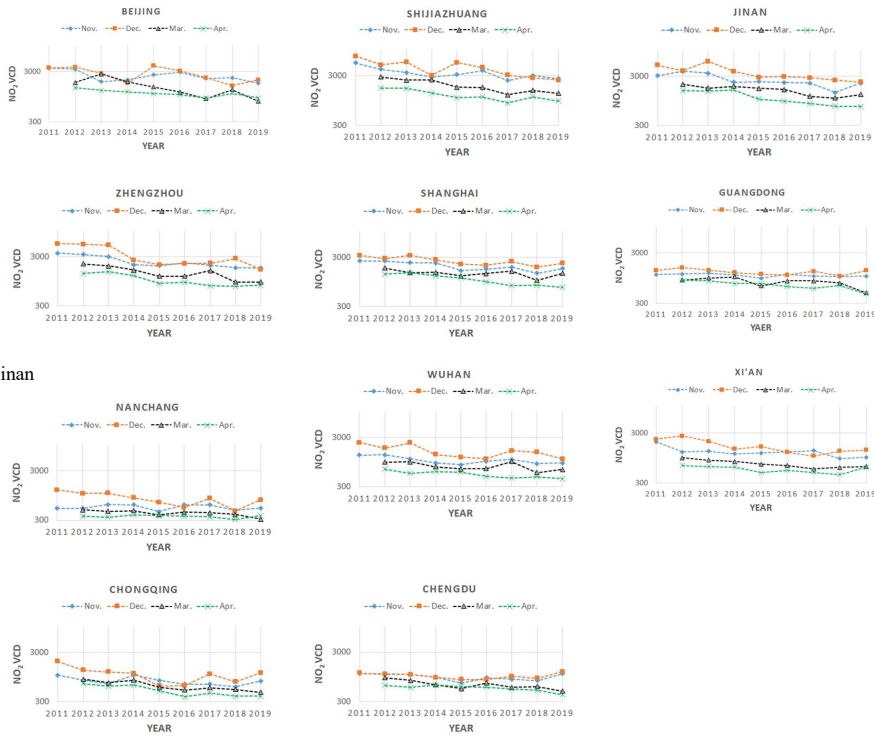 BEIJING
Nov. Dec. Mar. Apr.
NO2 VCD
3000
300
2011 2012 2013 2014 2015 2016 2017 2018 2019
YEAR
SHIJIAZHUANG
Nov. Dec. Mar. Apr.
NO2 VCD
3000
300
2011 2012 2013 2014 2015 2016 2017 2018 2019
YEAR
JINAN
Nov. Dec. Mar. Apr.
NO2 VCD
3000
300
2011 2012 2013 2014 2015 2016 2017 2018 2019
YEAR
ZHENGZHOU
Nov. Dec. Mar. Apr.
NO2 VCD
3000
300
2011 2012 2013 2014 2015 2016 2017 2018 2019
YEAR
SHANGHAI
Nov. Dec. Mar. Apr.
NO2 VCD
3000
300
2011 2012 2013 2014 2015 2016 2017 2018 2019
YEAR
GUANGDONG
Nov. Dec. Mar. Apr.
NO2 VCD
3000
300
2011 2012 2013 2014 2015 2016 2017 2018 2019
YAER
inan
NANCHANG
Nov. Dec. Mar. Apr.
NO2 VCD
3000
300
2011 2012 2013 2014 2015 2016 2017 2018 2019
YEAR
WUHAN
Nov. Dec. Mar. Apr.
NO2 VCD
3000
300
2011 2012 2013 2014 2015 2016 2017 2018 2019
YEAR
XI'AN
Nov. Dec. Mar. Apr.
NO2 VCD
3000
300
2011 2012 2013 2014 2015 2016 2017 2018 2019
YEAR
CHONGQING
Nov. Dec. Mar. Apr.
NO2 VCD
3000
300
2011 2012 2013 2014 2015 2016 2017 2018 2019
YEAR
CHENGDU
Nov. Dec. Mar. Apr.
NO2 VCD
3000
300
2011 2012 2013 2014 2015 2016 2017 2018 2019
YEAR